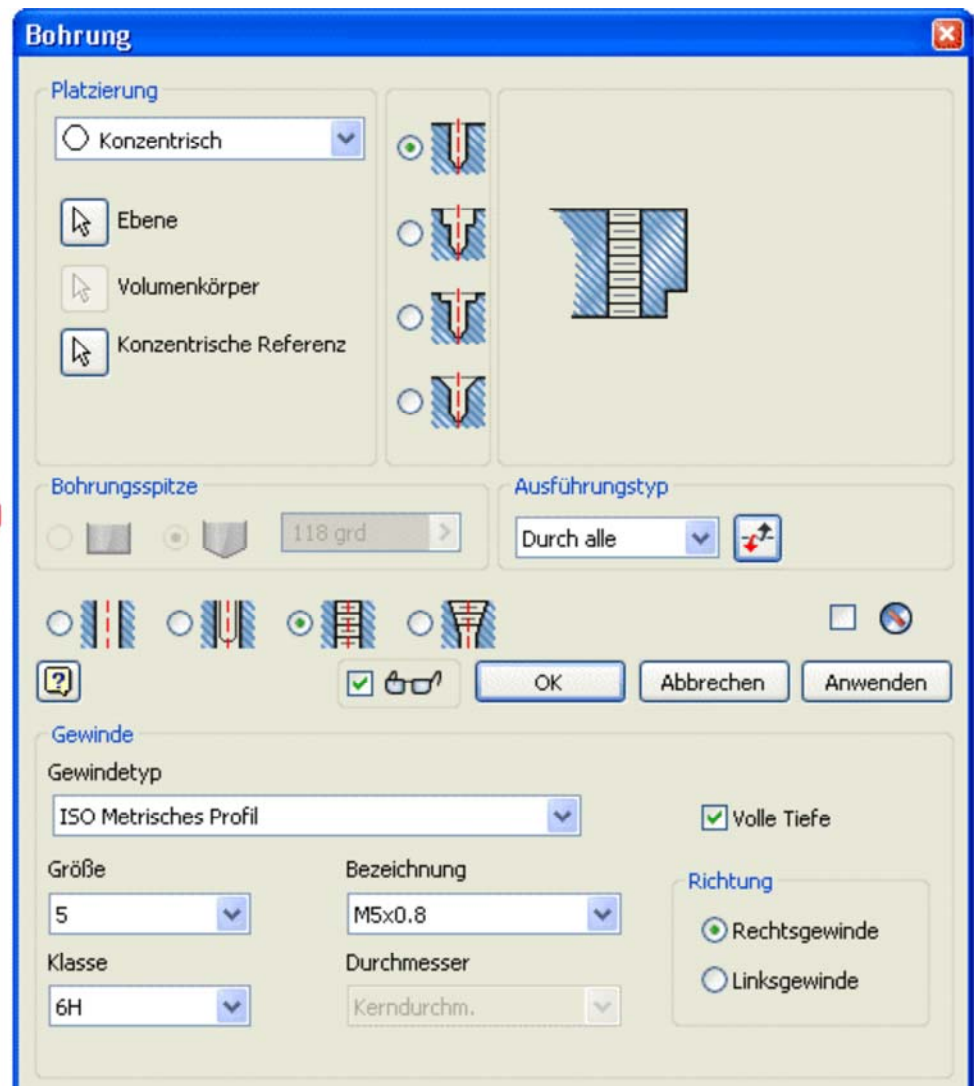 Bohrung
Platzierung
Konzentrisch
Ebene
Volumenkörper
Konzentrische Referenz
Bohrungsspitze
118 grd
Ausführungstyp
Durch alle
OK
Abbrechen
Anwenden
Gewinde
Gewindetyp
ISO Metrisches Profil
Volle Tiefe
Größe
Bezeichnung
5
M5x0.8
Klasse
Durchmesser
6H
Kerndurchm.
Richtung
Rechtsgewinde
Linksgewinde